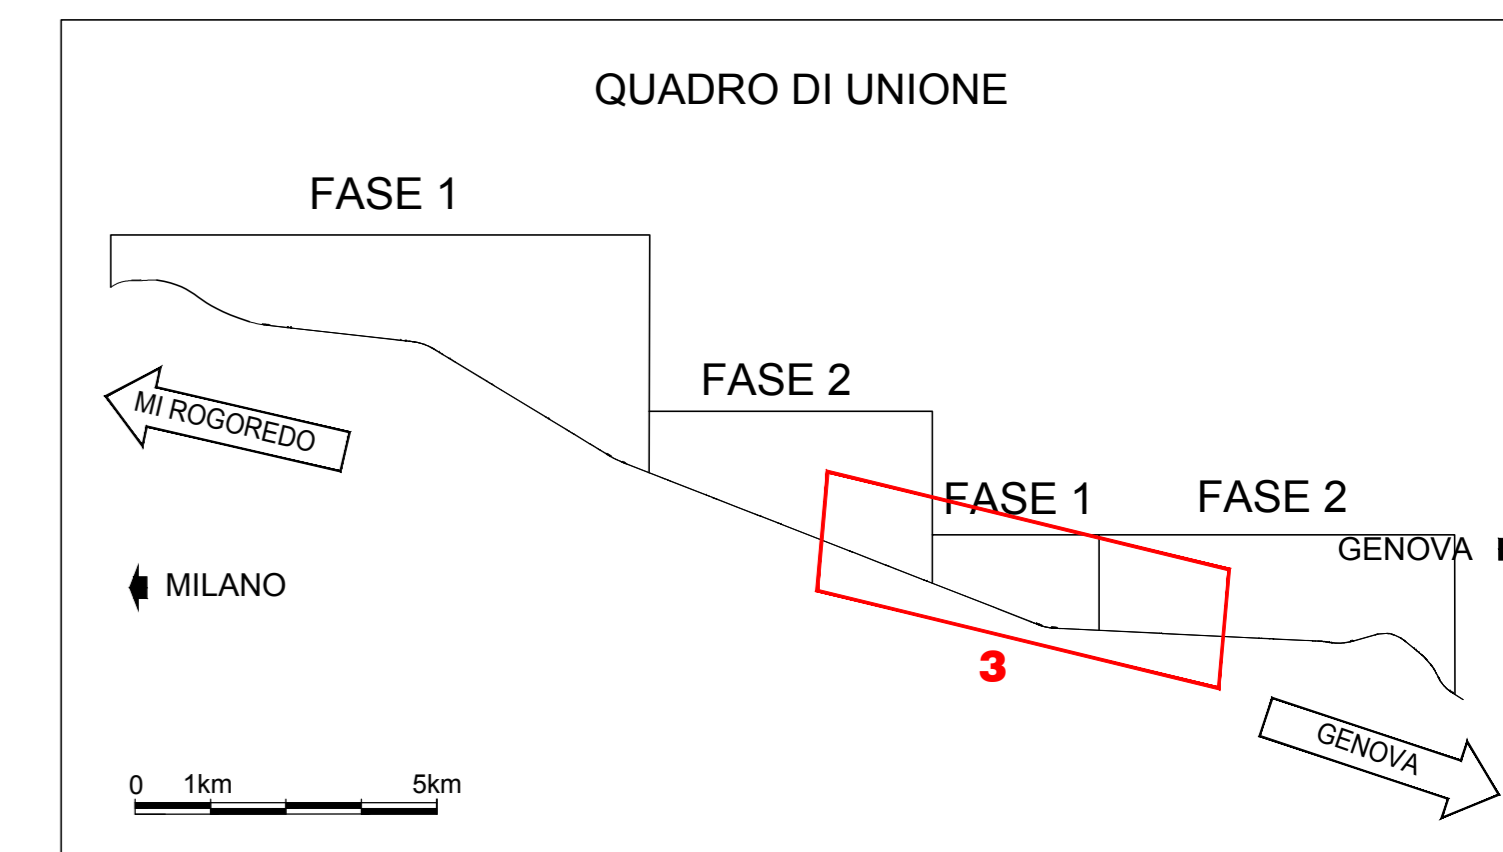 QUADRO DI UNIONE
FASE 1
FASE 2
MI ROGOREDO
FASE 1
FASE 2
GENOVA
MILANO
3
GENOVA
0 1km 5km